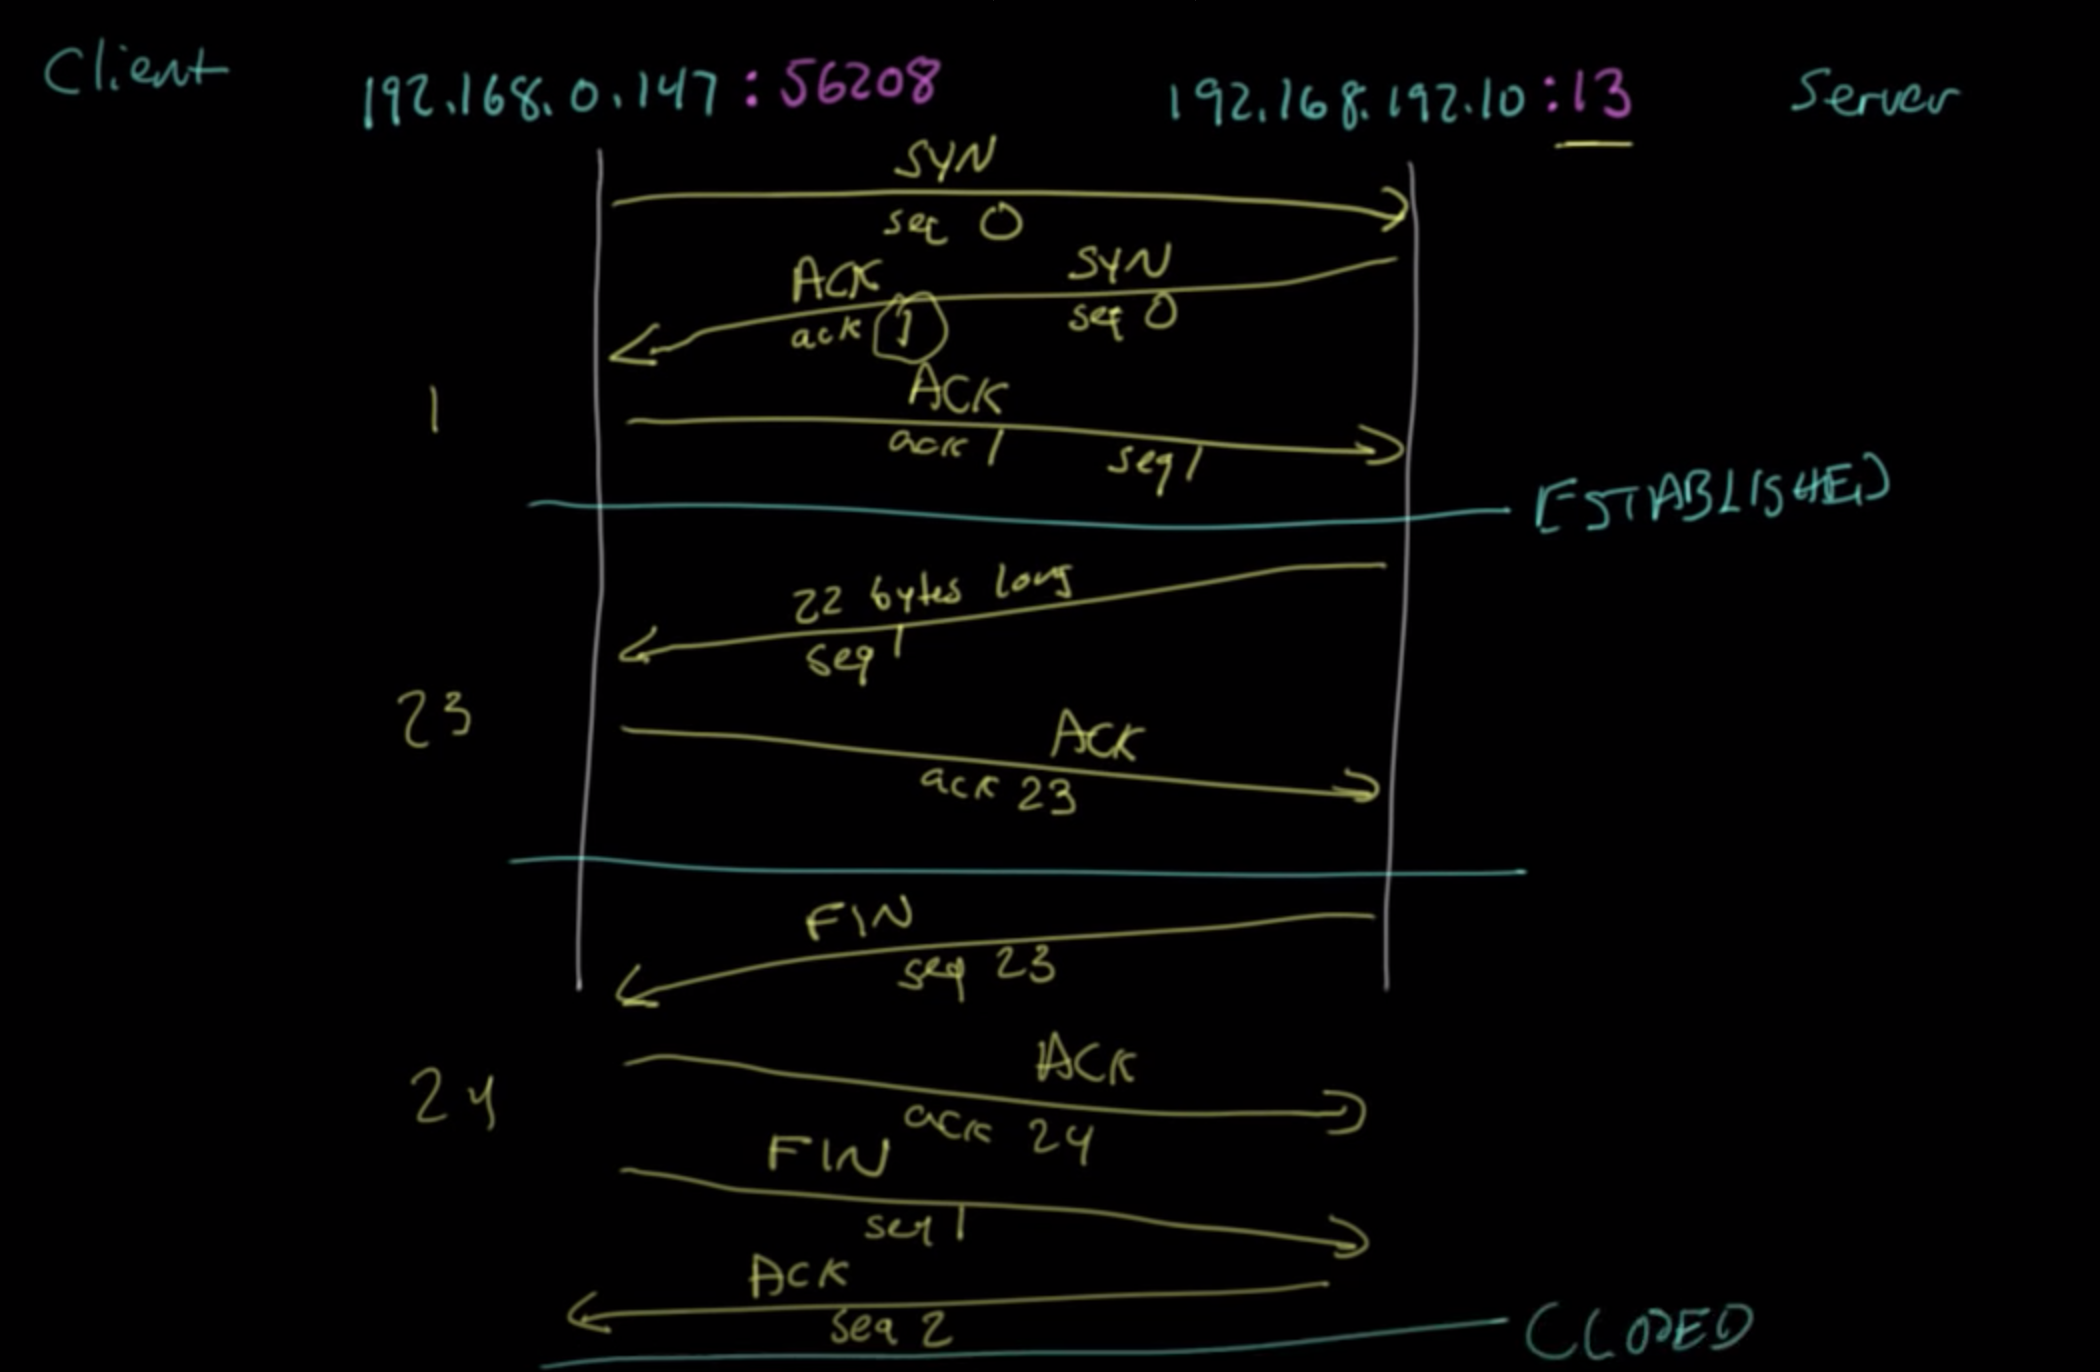 Client 192.168.0.147:56208 192.168.192.10:13 Server
SYN
seq 0
ACK SYN
ack 1 seq 0
1
ACK
ack 1 seq 1
ESTABLISHED
22 bytes long
seq 1
23
ACK
ack 23
FIN
seq 23
24
ACK
ack 24
FIN
seq 1
ACK
seq 2
CLOSED